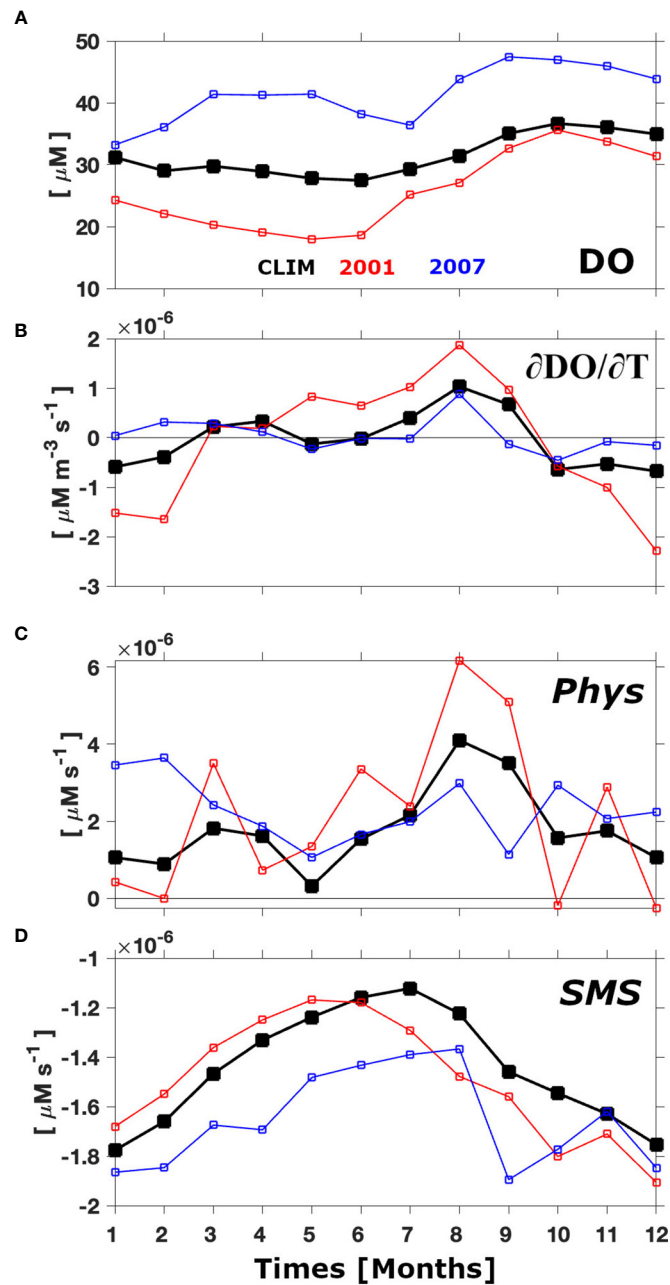 A
50
40
30
20
10
[ μM]
CLIM 2001 2007 DO
B
×10⁻⁶
2
1
0
-1
-2
-3
[ μM m⁻³ s⁻¹ ]
∂DO/∂T
C
×10⁻⁶
6
4
2
0
[ μM s⁻¹ ]
Phys
D
×10⁻⁶
-1
-1.2
-1.4
-1.6
-1.8
-2
[ μM s⁻¹ ]
SMS
1 2 3 4 5 6 7 8 9 10 11 12
Times [Months]